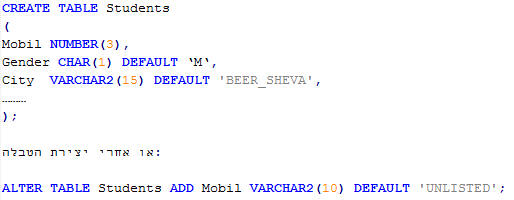 CREATE TABLE Students
(
Mobil NUMBER(3),
Gender CHAR(1) DEFAULT ‘M‘,
City  VARCHAR2(15) DEFAULT 'BEER_SHEVA',
………
);
או אחרי יצירת הטבלה:
ALTER TABLE Students ADD Mobil VARCHAR2(10) DEFAULT 'UNLISTED';